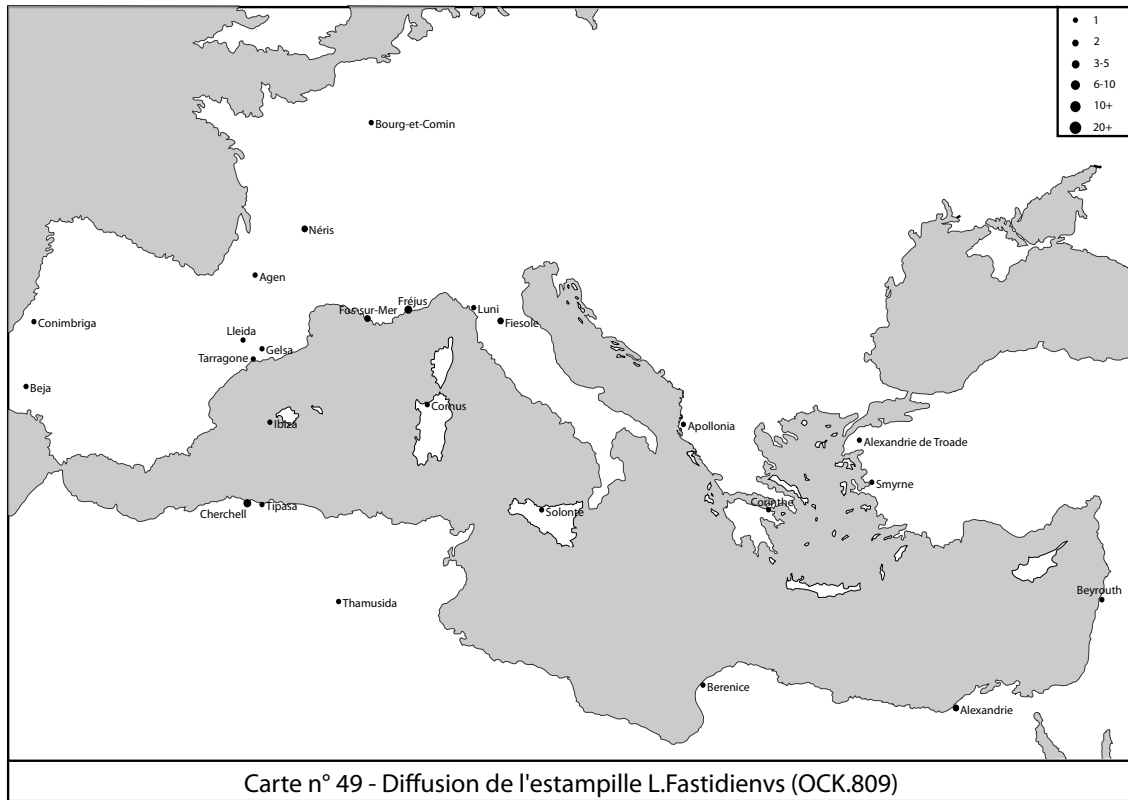 1
2
3-5
6-10
10+
20+
Bourg-et-Comin
Néris
Agen
Fréjus
Fos-sur-Mer
Luni
Conimbriga
Fiesole
Lleida
Gelsa
Tarragone
Beja
Cornus
Ibiza
Apollonia
Alexandrie de Troade
Smyrne
Corinthe
Tipasa
Cherchell
Solonte
Beyrouth
Thamusida
Berenice
Alexandrie
Carte n° 49 - Diffusion de l'estampille L.Fastidienvs (OCK.809)